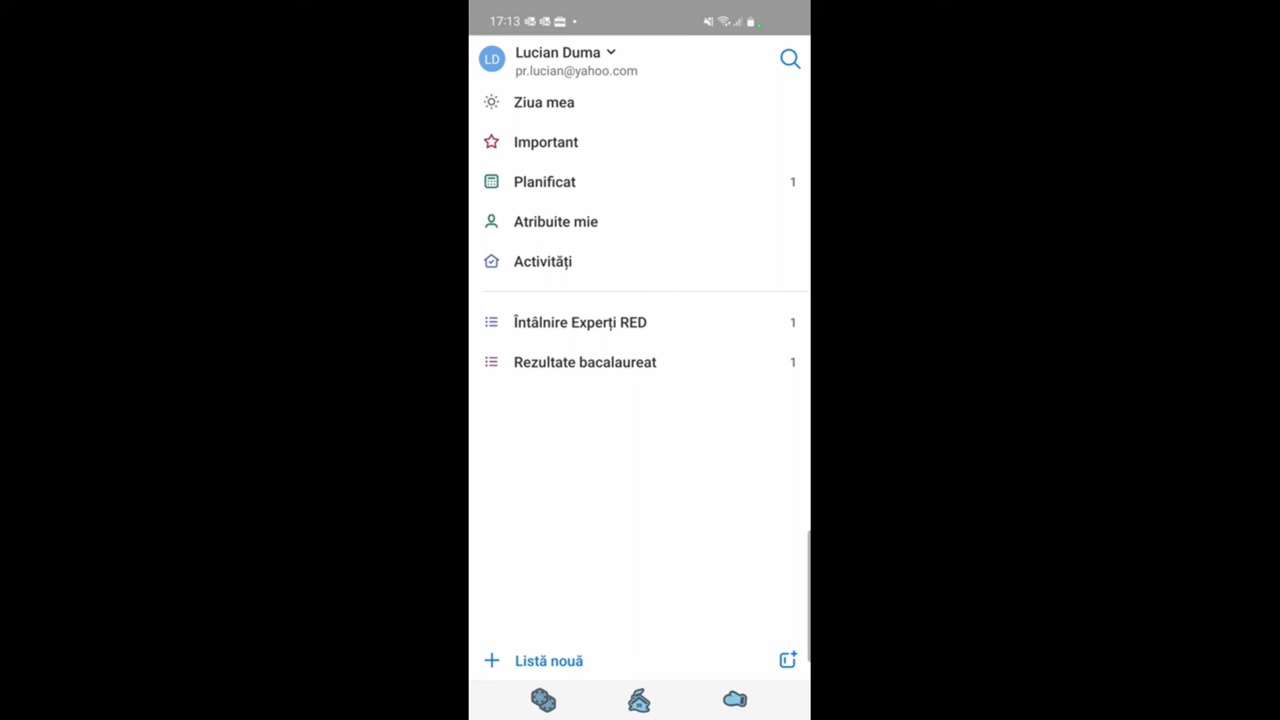 17:13
LD
Lucian Duma
pr.lucian@yahoo.com
Ziua mea
Important
Planificat 1
Atribuite mie
Activități
Întâlnire Experți RED 1
Rezultate bacalaureat 1
Listă nouă